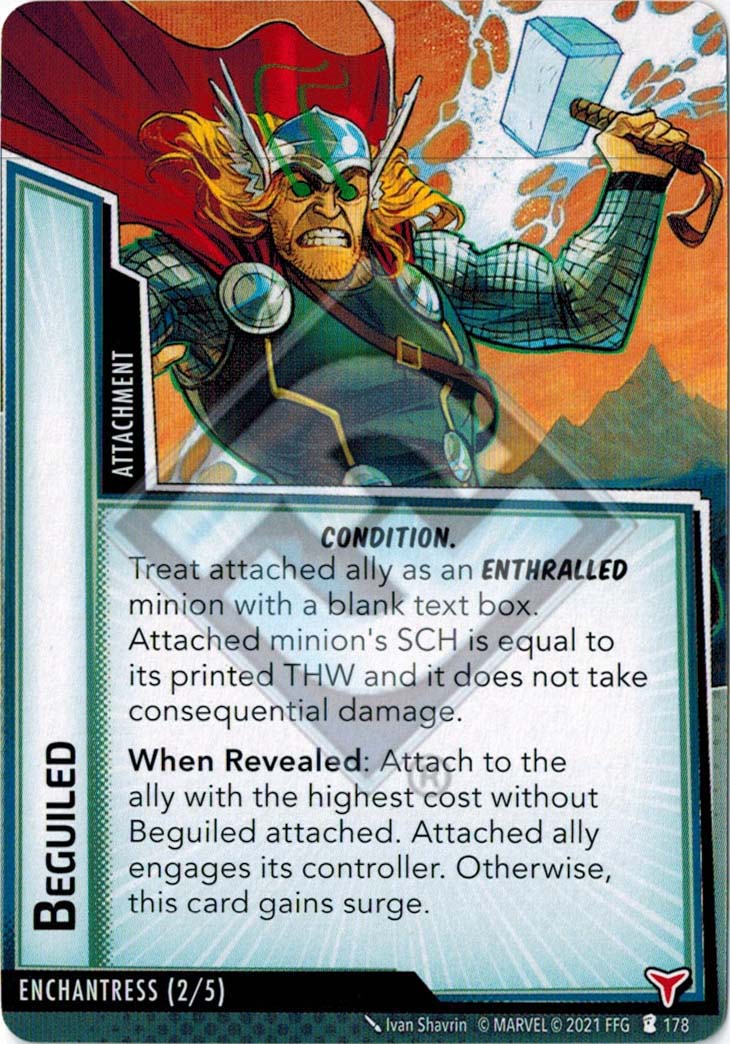 ATTACHMENT
CONDITION.
Treat attached ally as an ENTHRALLED
minion with a blank text box.
Attached minion's SCH is equal to
its printed THW and it does not take
consequential damage.
When Revealed: Attach to the
ally with the highest cost without
Beguiled attached. Attached ally
engages its controller. Otherwise,
this card gains surge.
BEGUILED
ENCHANTRESS (2/5)
Ivan Shavrin © MARVEL © 2021 FFG 178
®